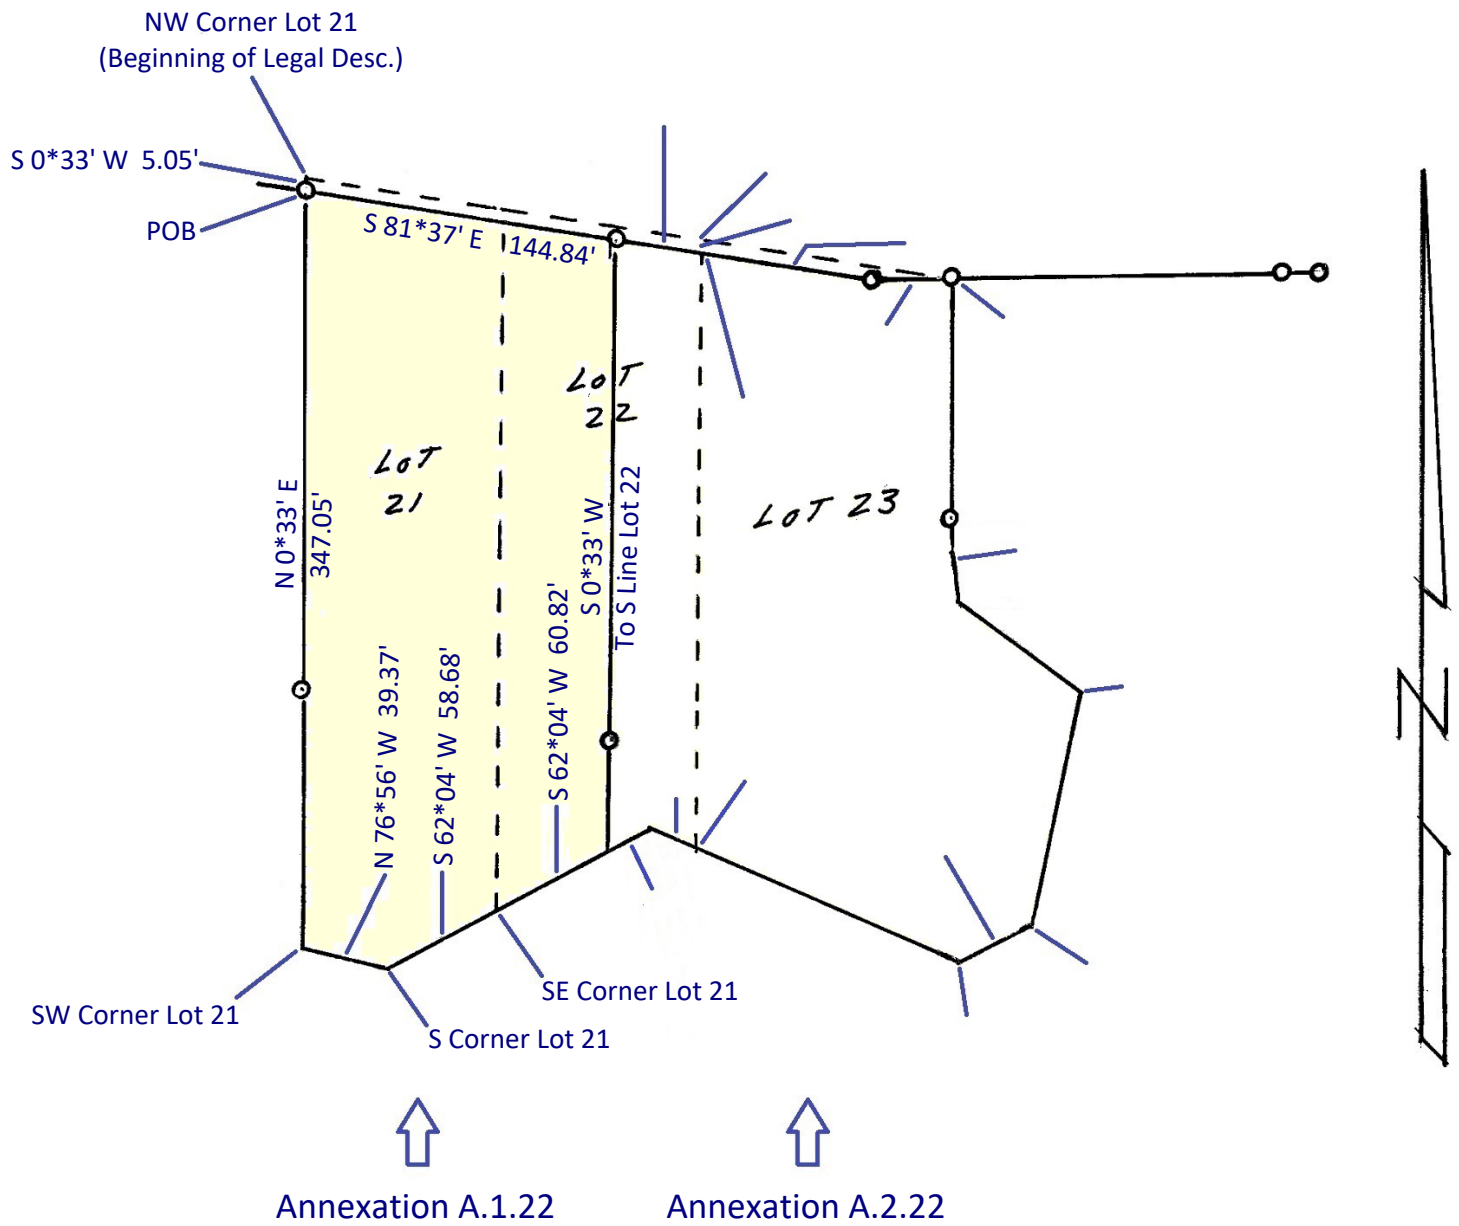 NW Corner Lot 21
(Beginning of Legal Desc.)
S 0*33' W 5.05'
POB
S 81*37' E 144.84'
LOT
22
LOT
21
LOT 23
N 0*33' E
347.05'
S 0*33' W
To S Line Lot 22
N 76*56' W 39.37'
S 62*04' W 58.68'
S 62*04' W 60.82'
SE Corner Lot 21
SW Corner Lot 21
S Corner Lot 21
N
Annexation A.1.22
Annexation A.2.22